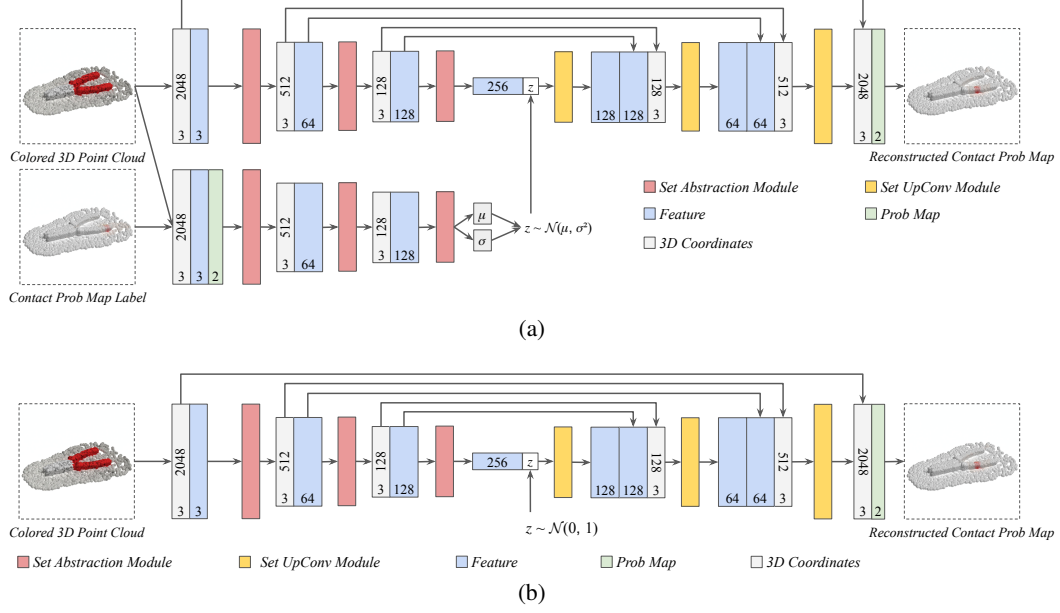 2048
3
3
512
3
64
128
3
128
256
z
128
128
128
3
64
64
512
3
2048
3
2
Colored 3D Point Cloud
Reconstructed Contact Prob Map
2048
3
3
2
512
3
64
128
3
128
μ
σ
z ~ N(μ, σ²)
Contact Prob Map Label
Set Abstraction Module
Set UpConv Module
Feature
Prob Map
3D Coordinates
(a)
2048
3
3
512
3
64
128
3
128
256
z
128
128
128
3
64
64
512
3
2048
3
2
z ~ N(0, 1)
Colored 3D Point Cloud
Reconstructed Contact Prob Map
Set Abstraction Module
Set UpConv Module
Feature
Prob Map
3D Coordinates
(b)